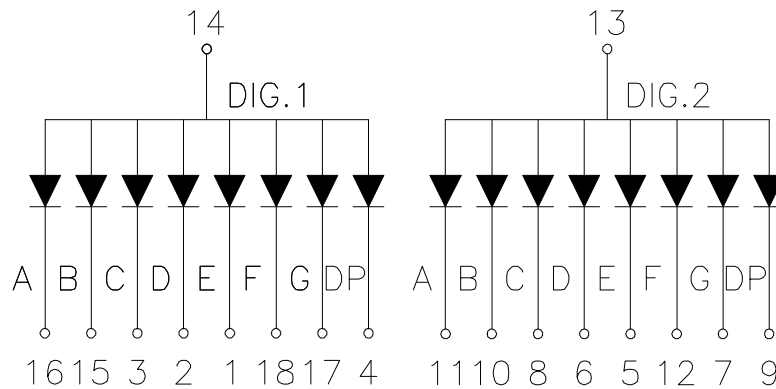 14 13
DIG.1 DIG.2
A B C D E F G DP A B C D E F G DP
16 15 3 2 1 18 17 4 11 10 8 6 5 12 7 9